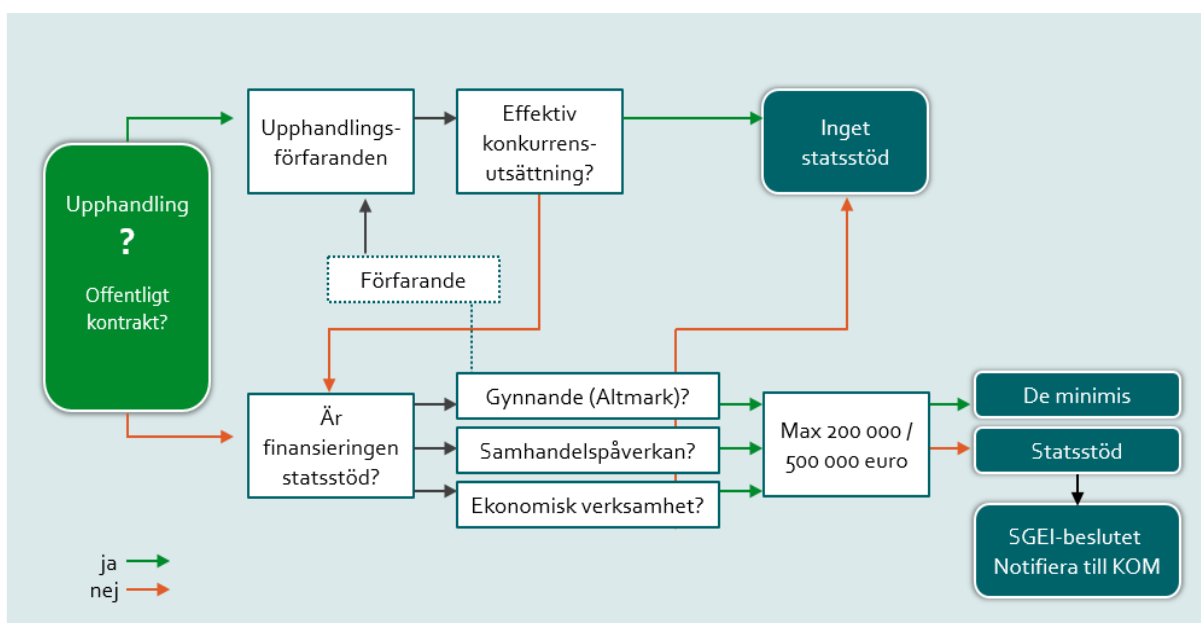 Upphandling
?
Offentligt
kontrakt?
Upphandlings-
förfaranden
Effektiv
konkurrens-
utsättning?
Inget
statsstöd
Förfarande
Är
finansieringen
statsstöd?
Gynnande (Altmark)?
Samhandelspåverkan?
Ekonomisk verksamhet?
Max 200 000 /
500 000 euro
De minimis
Statsstöd
SGEI-beslutet
Notifiera till KOM
ja
nej